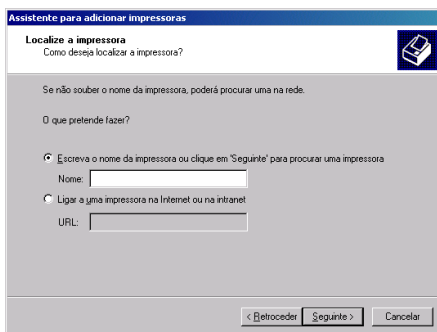 Assistente para adicionar impressoras
Localize a impressora
Como deseja localizar a impressora?
Se não souber o nome da impressora, poderá procurar uma na rede.
O que pretende fazer?
Escreva o nome da impressora ou clique em 'Seguinte' para procurar uma impressora
Nome:
Ligar a uma impressora na Internet ou na intranet
URL:
< Retroceder Seguinte > Cancelar